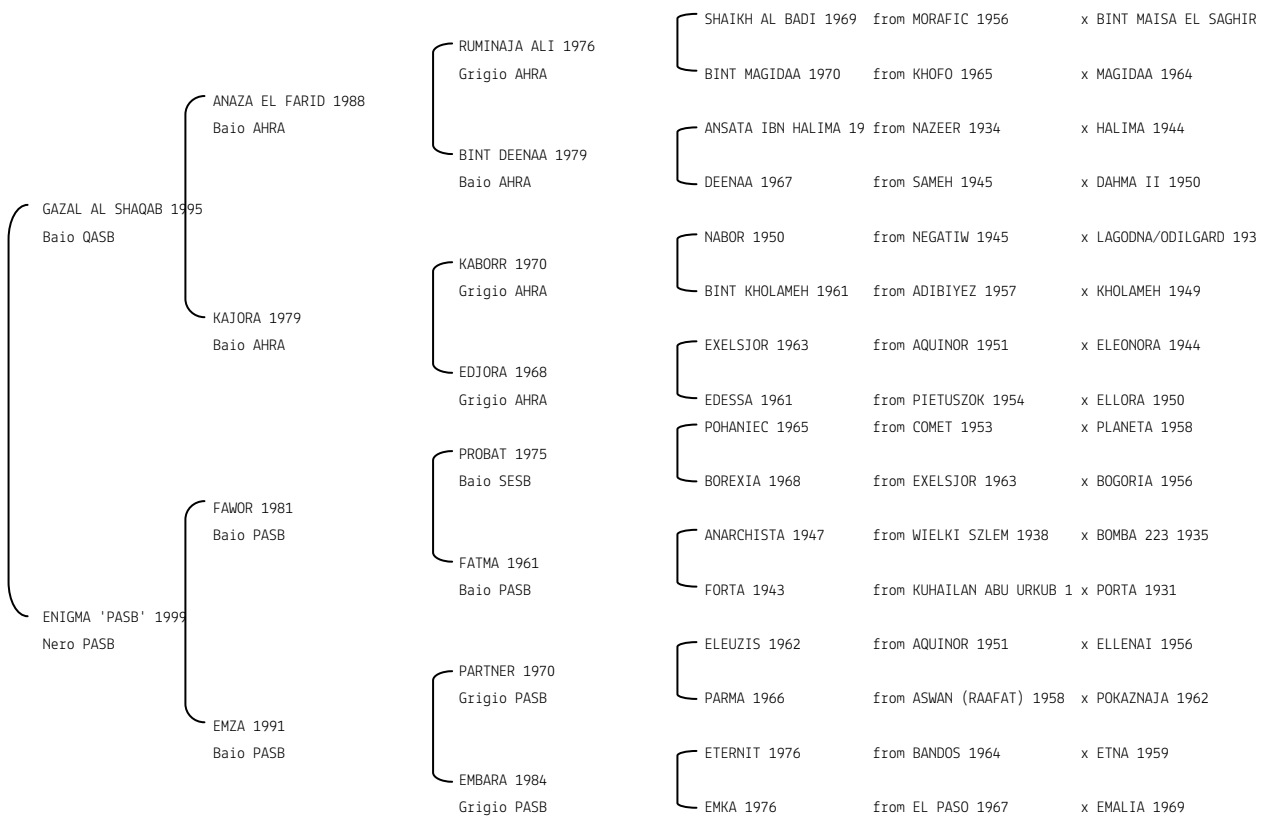 SHAIKH AL BADI 1969 from MORAFIC 1956 x BINT MAISA EL SAGHIR
RUMINAJA ALI 1976
Grigio AHRA
BINT MAGIDAA 1970 from KHOFO 1965 x MAGIDAA 1964
ANAZA EL FARID 1988
Baio AHRA
ANSATA IBN HALIMA 19 from NAZEER 1934 x HALIMA 1944
BINT DEENAA 1979
Baio AHRA
DEENAA 1967 from SAMEH 1945 x DAHMA II 1950
GAZAL AL SHAQAB 1995
Baio QASB
NABOR 1950 from NEGATIW 1945 x LAGODNA/ODILGARD 193
KABORR 1970
Grigio AHRA
BINT KHOLAMEH 1961 from ADIBIYEZ 1957 x KHOLAMEH 1949
KAJORA 1979
Baio AHRA
EXELSJOR 1963 from AQUINOR 1951 x ELEONORA 1944
EDJORA 1968
Grigio AHRA
EDESSA 1961 from PIETUSZOK 1954 x ELLORA 1950
POHANIEC 1965 from COMET 1953 x PLANETA 1958
PROBAT 1975
Baio SESB
BOREXIA 1968 from EXELSJOR 1963 x BOGORIA 1956
FAWOR 1981
Baio PASB
ANARCHISTA 1947 from WIELKI SZLEM 1938 x BOMBA 223 1935
FATMA 1961
Baio PASB
FORTA 1943 from KUHAILAN ABU URKUB 1 x PORTA 1931
ENIGMA 'PASB' 1999
Nero PASB
ELEUZIS 1962 from AQUINOR 1951 x ELLENAI 1956
PARTNER 1970
Grigio PASB
PARMA 1966 from ASWAN (RAAFAT) 1958 x POKAZNAJA 1962
EMZA 1991
Baio PASB
ETERNIT 1976 from BANDOS 1964 x ETNA 1959
EMBARA 1984
Grigio PASB
EMKA 1976 from EL PASO 1967 x EMALIA 1969